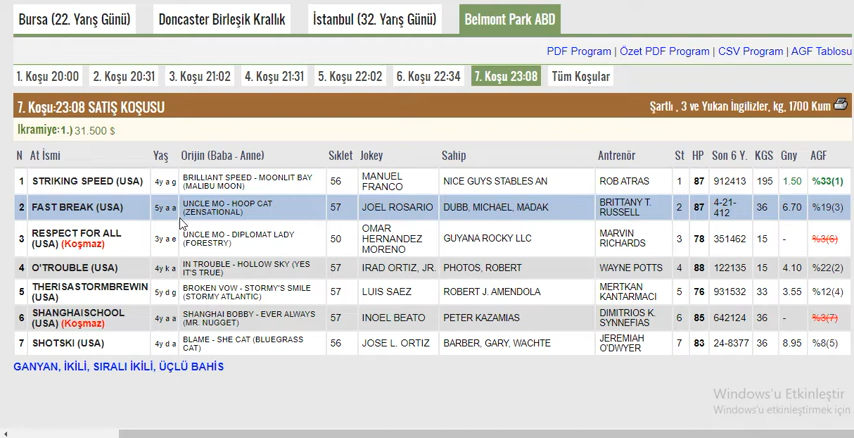 Bursa (22. Yarış Günü) Doncaster Birleşik Krallık İstanbul (32. Yarış Günü) Belmont Park ABD
PDF Program | Özet PDF Program | CSV Program | AGF Tablosu
1. Koşu 20:00 2. Koşu 20:31 3. Koşu 21:02 4. Koşu 21:31 5. Koşu 22:02 6. Koşu 22:34 7. Koşu 23:08 Tüm Koşular
7. Koşu:23:08 SATIŞ KOŞUSU Şartlı , 3 ve Yukarı İngilizler, kg, 1700 Kum
İkramiye:1.) 31.500 $
N At İsmi Yaş Orijin (Baba - Anne) Sıklet Jokey Sahip Antrenör St HP Son 6 Y. KGS Gny AGF
1 STRIKING SPEED (USA) 4y a g BRILLIANT SPEED - MOONLIT BAY (MALIBU MOON) 56 MANUEL FRANCO NICE GUYS STABLES AN ROB ATRAS 1 87 912413 195 1.50 %33(1)
2 FAST BREAK (USA) 5y a a UNCLE MO - HOOP CAT (ZENSATIONAL) 57 JOEL ROSARIO DUBB, MICHAEL, MADAK BRITTANY T. RUSSELL 2 87 4-21-412 36 6.70 %19(3)
3 RESPECT FOR ALL (USA) (Koşmaz) 3y a e UNCLE MO - DIPLOMAT LADY (FORESTRY) 50 OMAR HERNANDEZ MORENO GUYANA ROCKY LLC MARVIN RICHARDS 3 78 351462 15 - %3(6)
4 O'TROUBLE (USA) 4y k a IN TROUBLE - HOLLOW SKY (YES IT'S TRUE) 57 IRAD ORTIZ, JR. PHOTOS, ROBERT WAYNE POTTS 4 88 122135 15 4.10 %22(2)
5 THERISASTORMBREWIN (USA) 5y d g BROKEN VOW - STORMY'S SMILE (STORMY ATLANTIC) 57 LUIS SAEZ ROBERT J. AMENDOLA MERTKAN KANTARMACI 5 76 931532 33 3.55 %12(4)
6 SHANGHAISCHOOL (USA) (Koşmaz) 4y a a SHANGHAI BOBBY - EVER ALWAYS (MR. NUGGET) 57 INOEL BEATO PETER KAZAMIAS DIMITRIOS K. SYNNEFIAS 6 85 642124 36 - %3(7)
7 SHOTSKI (USA) 4y d a BLAME - SHE CAT (BLUEGRASS CAT) 56 JOSE L. ORTIZ BARBER, GARY, WACHTE JEREMIAH O'DWYER 7 83 24-8377 36 8.95 %8(5)
GANYAN, İKİLİ, SIRALI İKİLİ, ÜÇLÜ BAHİS
Windows'u Etkinleştir
Windows'u etkinleştirmek için